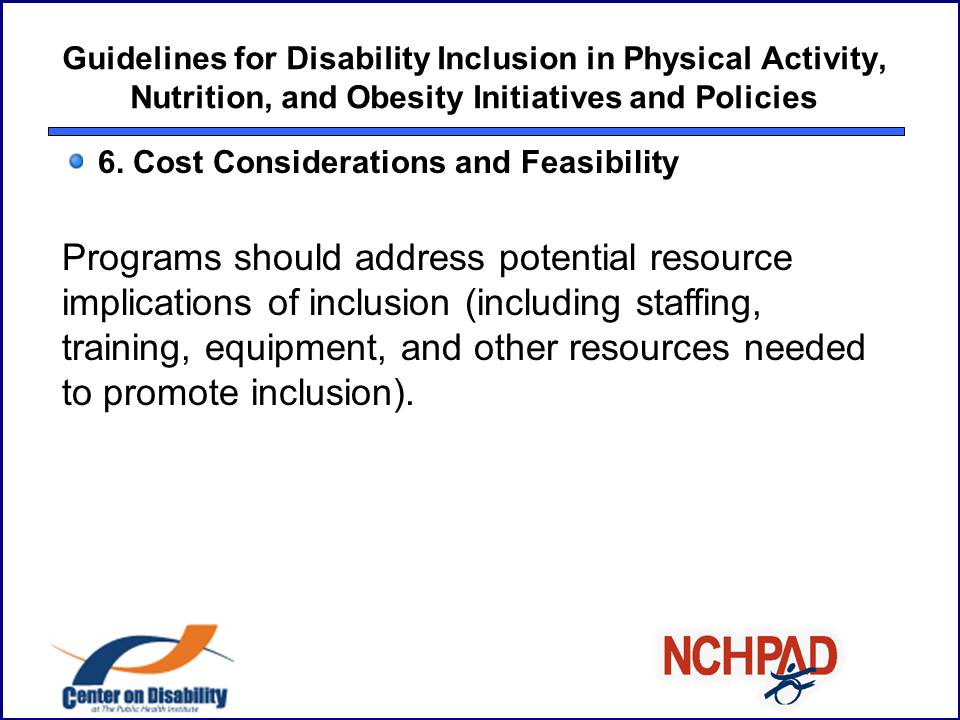 Guidelines for Disability Inclusion in Physical Activity,
Nutrition, and Obesity Initiatives and Policies
6. Cost Considerations and Feasibility
Programs should address potential resource
implications of inclusion (including staffing,
training, equipment, and other resources needed
to promote inclusion).
Center on Disability
at The Public Health Institute
NCHPAD